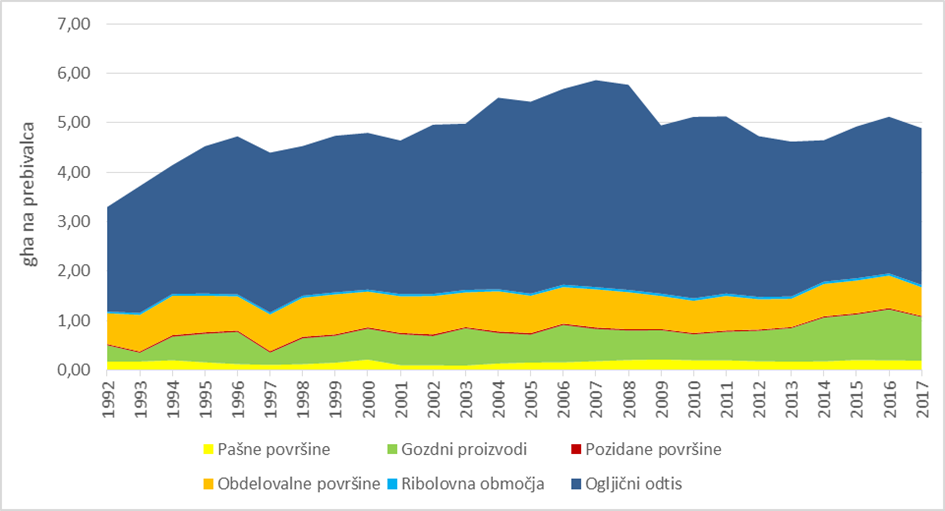 7,00
6,00
5,00
4,00
3,00
2,00
1,00
0,00
gha na prebivalca
1992 1993 1994 1995 1996 1997 1998 1999 2000 2001 2002 2003 2004 2005 2006 2007 2008 2009 2010 2011 2012 2013 2014 2015 2016 2017
Pašne površine Gozdni proizvodi Pozidane površine
Obdelovalne površine Ribolovna območja Ogljični odtis